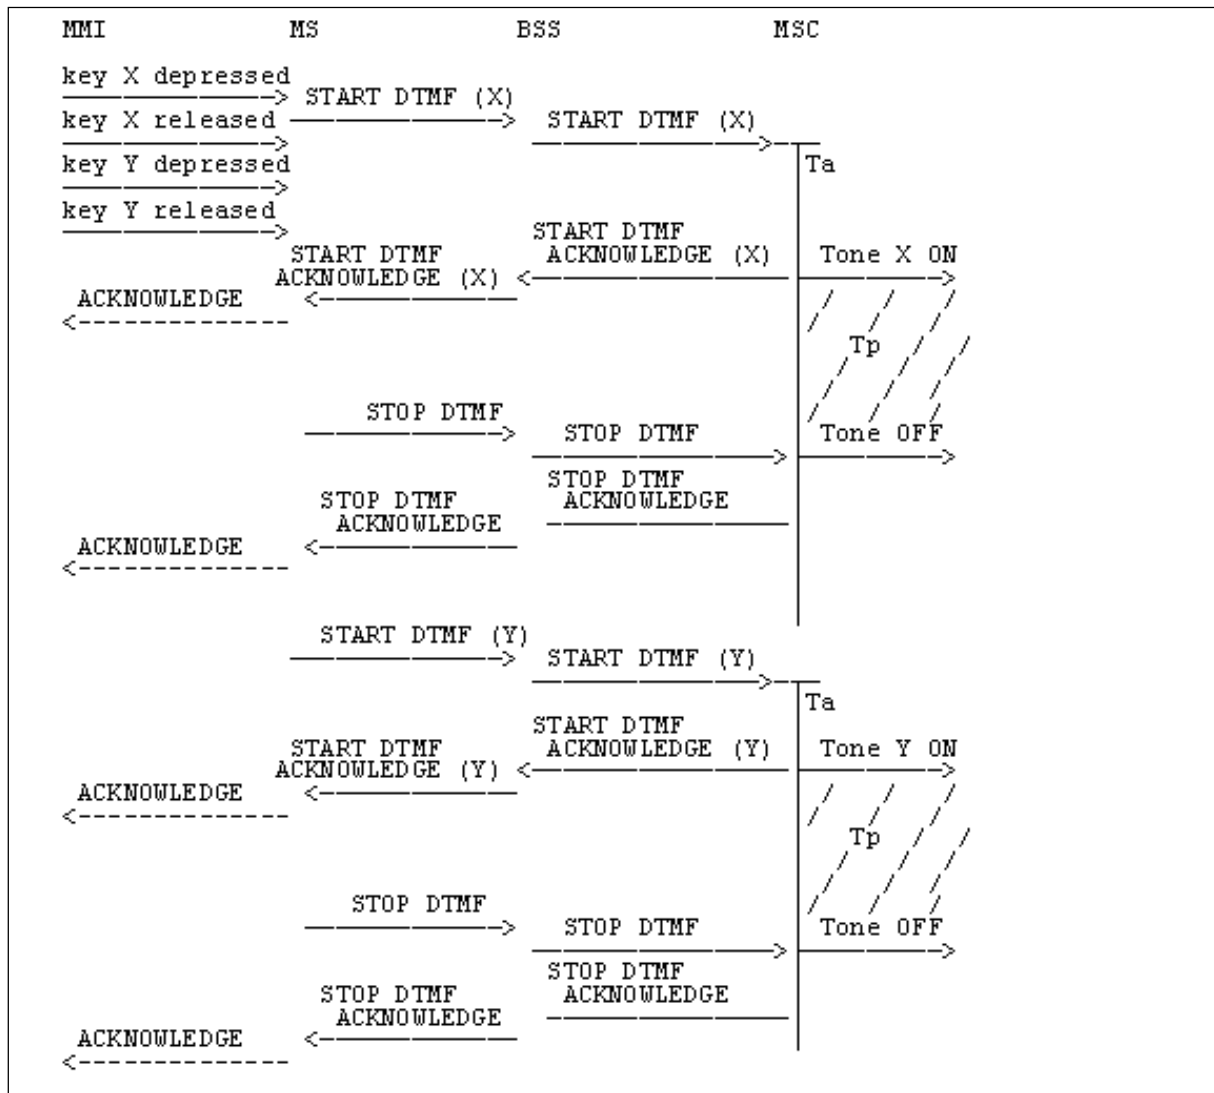 MMI MS BSS MSC
key X depressed
START DTMF (X)
key X released START DTMF (X)
key Y depressed Ta
key Y released
START DTMF
START DTMF ACKNOWLEDGE (X) Tone X ON
ACKNOWLEDGE (X)
ACKNOWLEDGE
Tp
STOP DTMF
STOP DTMF Tone OFF
STOP DTMF
STOP DTMF ACKNOWLEDGE
ACKNOWLEDGE
ACKNOWLEDGE
START DTMF (Y)
START DTMF (Y)
Ta
START DTMF
START DTMF ACKNOWLEDGE (Y) Tone Y ON
ACKNOWLEDGE (Y)
ACKNOWLEDGE
Tp
STOP DTMF
STOP DTMF Tone OFF
STOP DTMF
STOP DTMF ACKNOWLEDGE
ACKNOWLEDGE
ACKNOWLEDGE